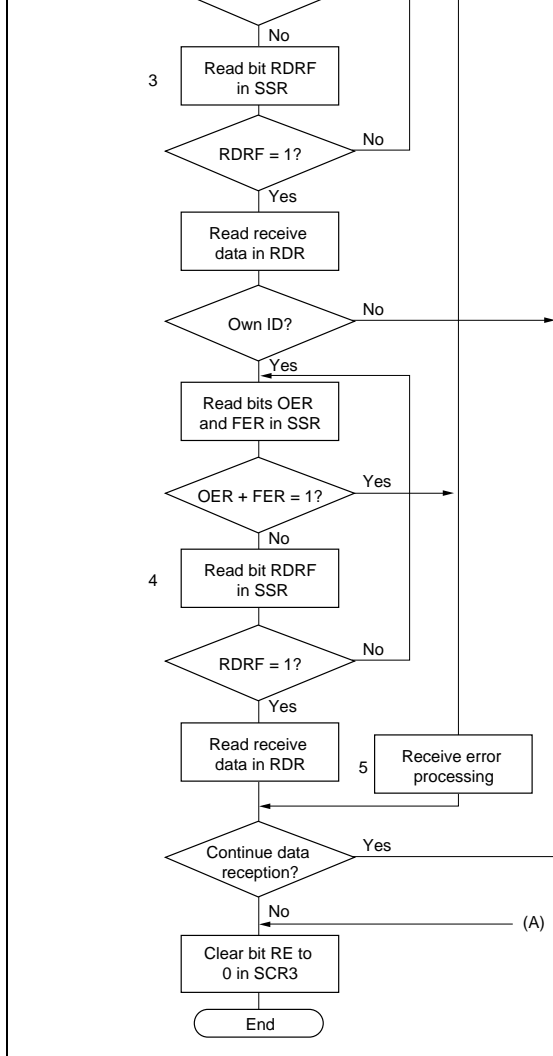 No
3
Read bit RDRF
in SSR
RDRF = 1?
No
Yes
Read receive
data in RDR
Own ID?
No
Yes
Read bits OER
and FER in SSR
OER + FER = 1?
Yes
No
4
Read bit RDRF
in SSR
RDRF = 1?
No
Yes
Read receive
data in RDR
5
Receive error
processing
Continue data
reception?
Yes
No
(A)
Clear bit RE to
0 in SCR3
End